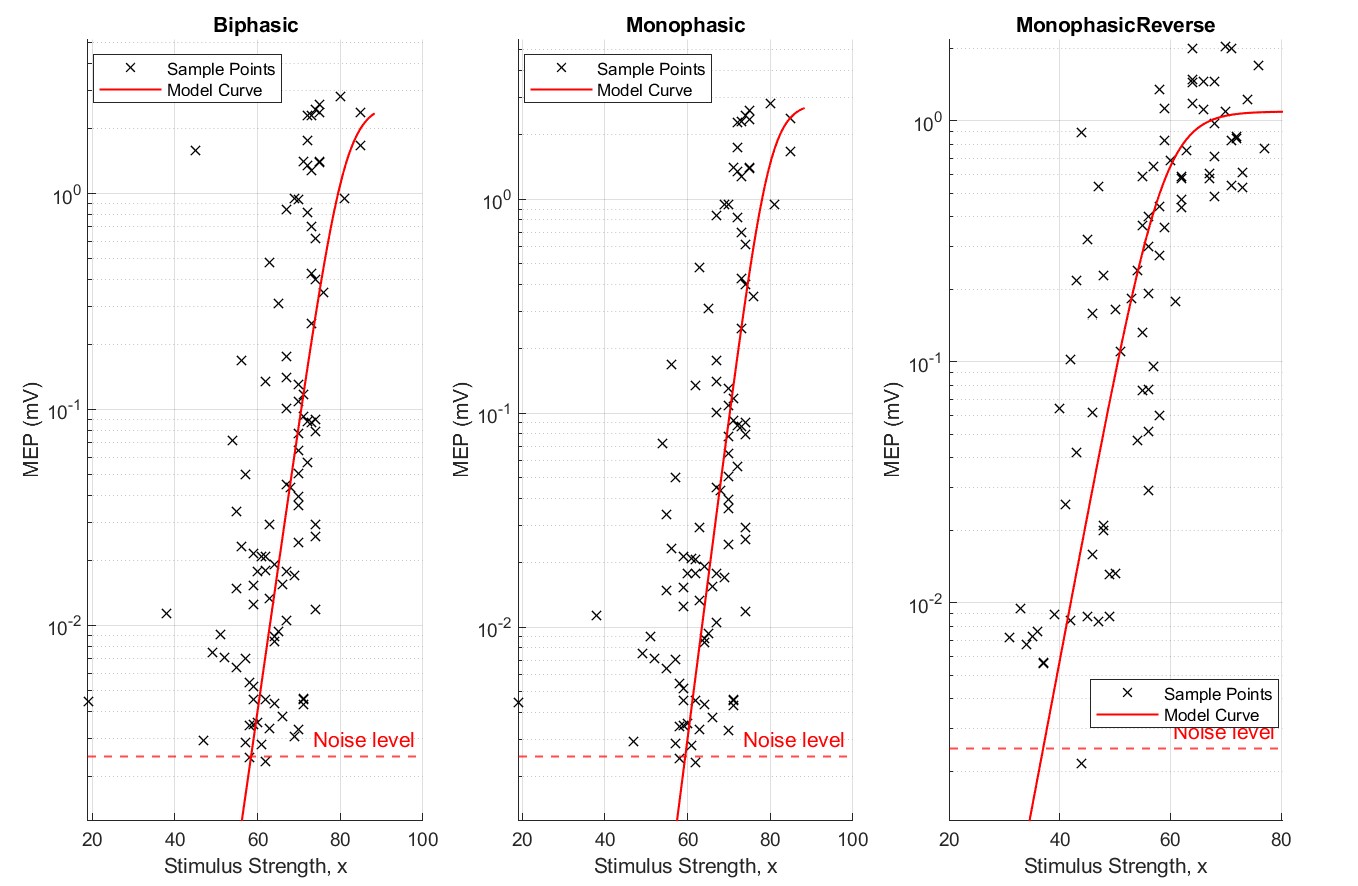 Biphasic
Sample Points
Model Curve
10^0
10^-1
10^-2
MEP (mV)
Noise level
20 40 60 80 100
Stimulus Strength, x
Monophasic
Sample Points
Model Curve
10^0
10^-1
10^-2
MEP (mV)
Noise level
20 40 60 80 100
Stimulus Strength, x
MonophasicReverse
10^0
10^-1
10^-2
MEP (mV)
Sample Points
Model Curve
Noise level
20 40 60 80
Stimulus Strength, x